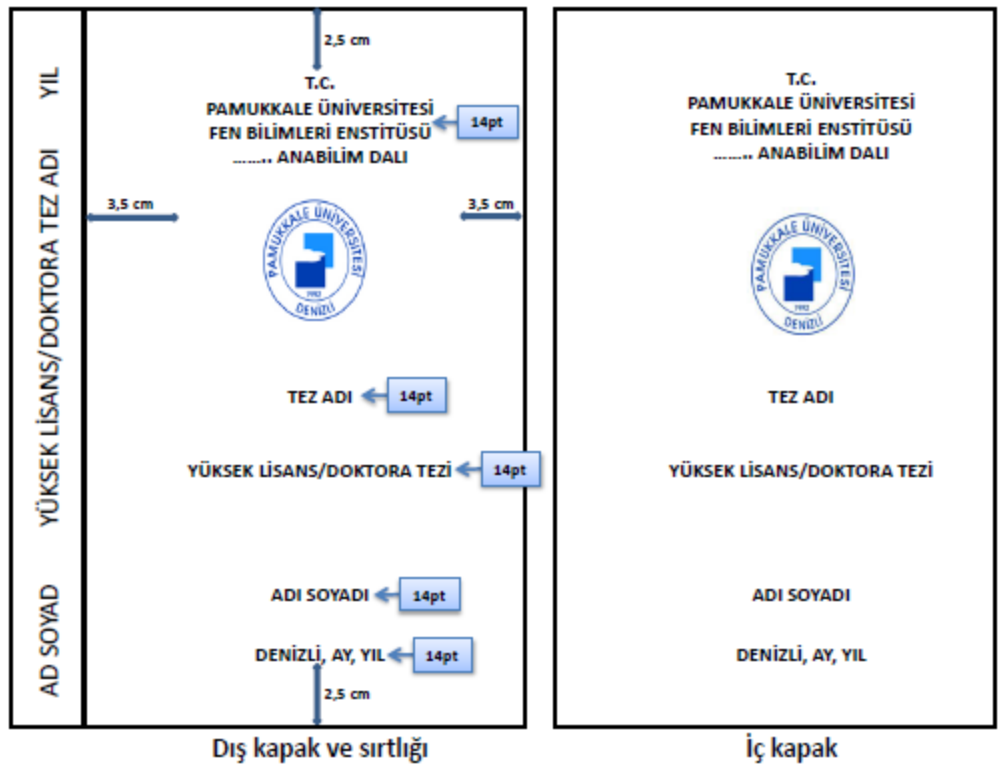 YIL
YÜKSEK LİSANS/DOKTORA TEZ ADI
AD SOYAD
2,5 cm
T.C.
PAMUKKALE ÜNİVERSİTESİ
FEN BİLİMLERİ ENSTİTÜSÜ
14pt
…….. ANABİLİM DALI
3,5 cm
3,5 cm
PAMUKKALE ÜNİVERSİTESİ
1992
DENİZLİ
TEZ ADI
14pt
YÜKSEK LİSANS/DOKTORA TEZİ
14pt
ADI SOYADI
14pt
DENİZLİ, AY, YIL
14pt
2,5 cm
Dış kapak ve sırtlığı
T.C.
PAMUKKALE ÜNİVERSİTESİ
FEN BİLİMLERİ ENSTİTÜSÜ
…….. ANABİLİM DALI
PAMUKKALE ÜNİVERSİTESİ
1992
DENİZLİ
TEZ ADI
YÜKSEK LİSANS/DOKTORA TEZİ
ADI SOYADI
DENİZLİ, AY, YIL
İç kapak